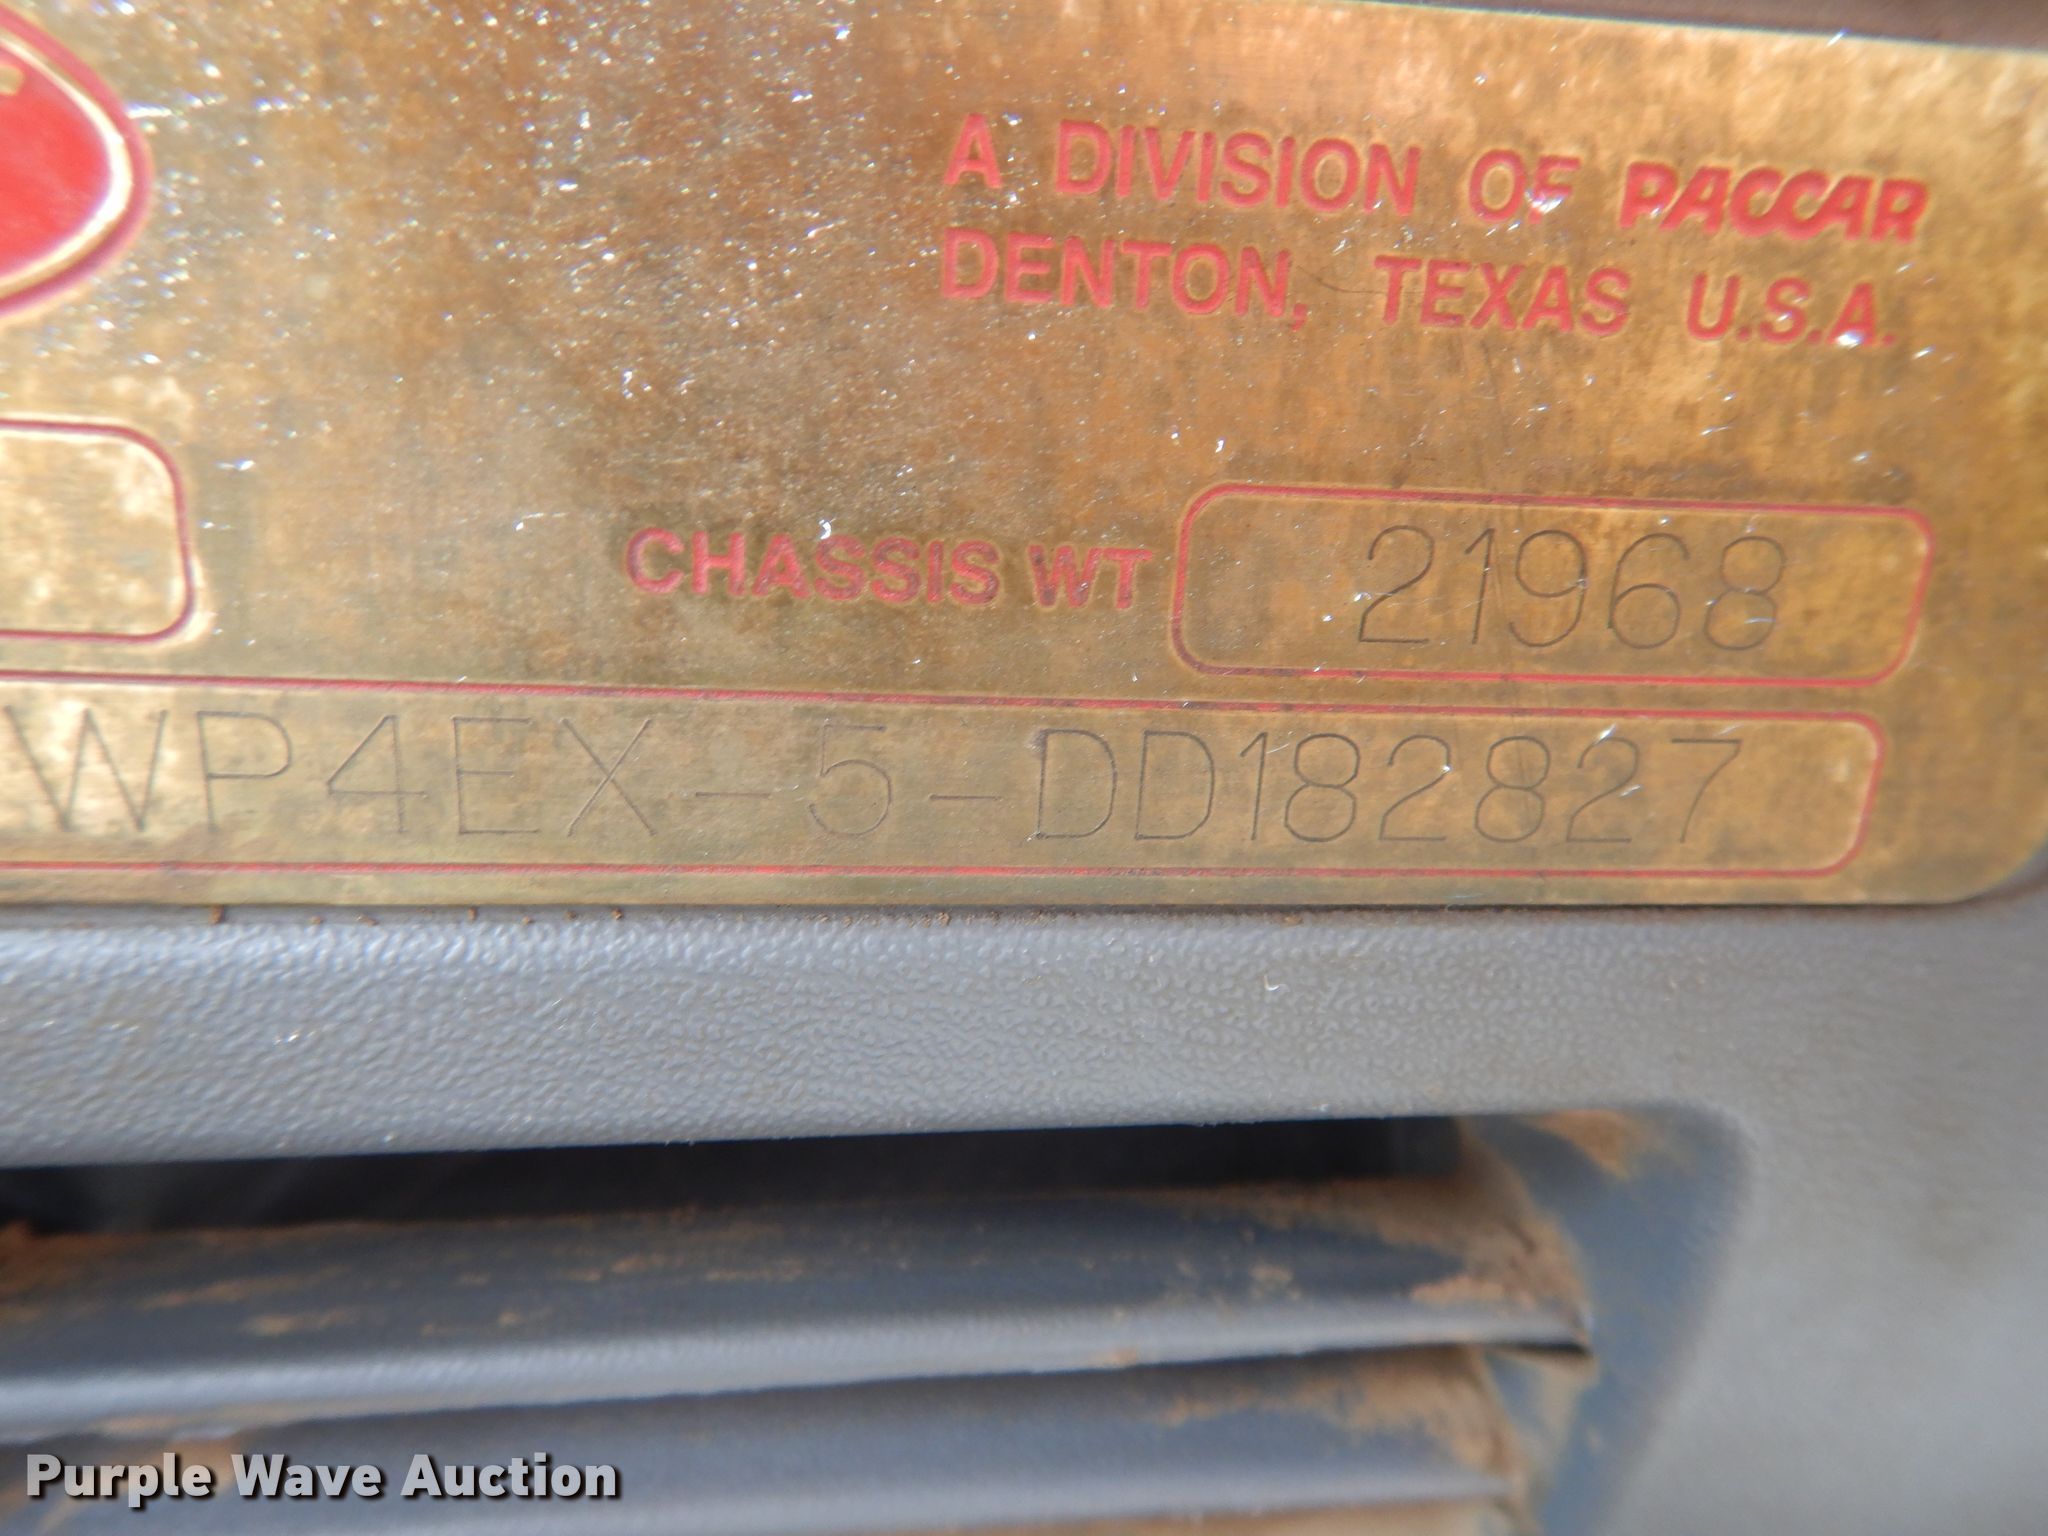 A DIVISION OF PACCAR
DENTON, TEXAS U.S.A.
CHASSIS WT 21968
WP4EX-5-DD182827
Purple Wave Auction